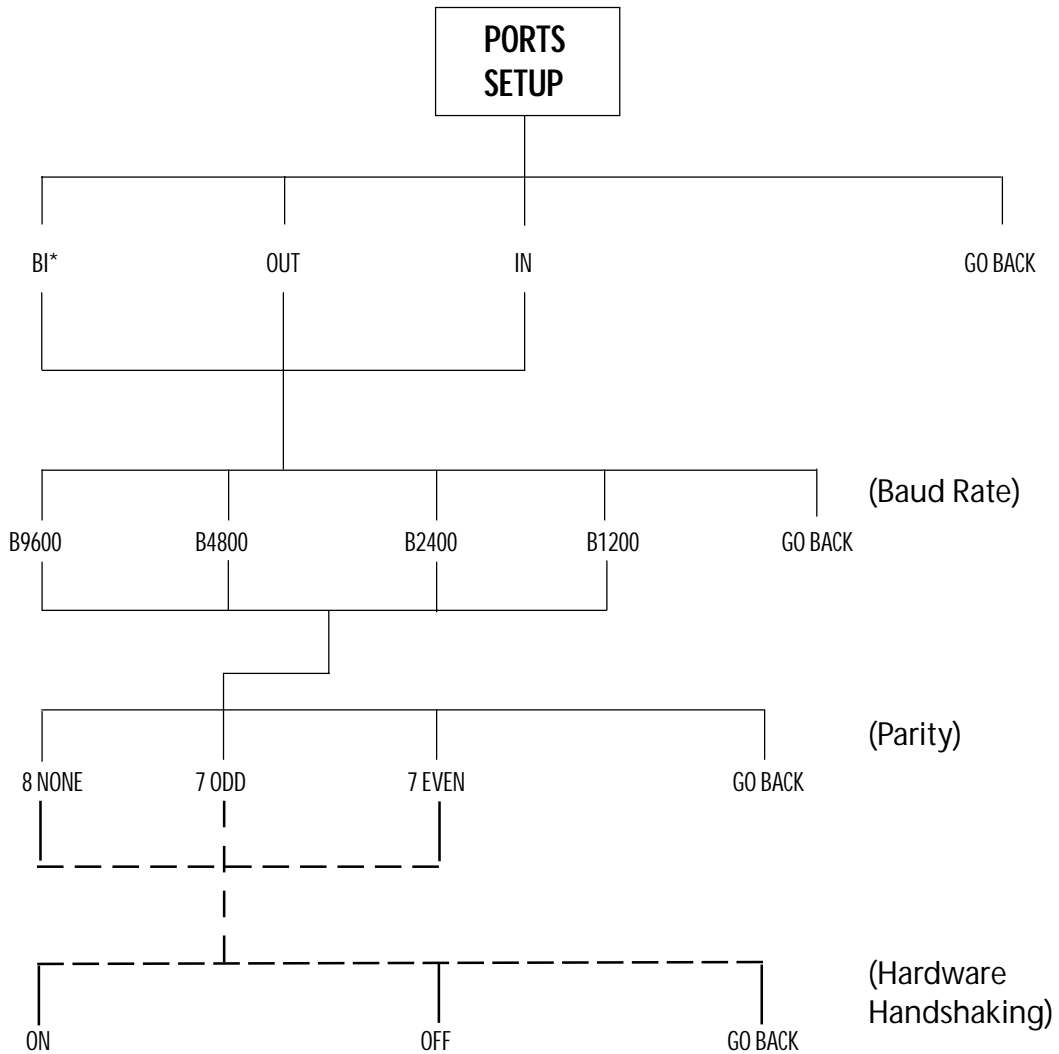 PORTS
SETUP
BI*
OUT
IN
GO BACK
(Baud Rate)
B9600
B4800
B2400
B1200
GO BACK
(Parity)
8 NONE
7 ODD
7 EVEN
GO BACK
(Hardware
Handshaking)
ON
OFF
GO BACK